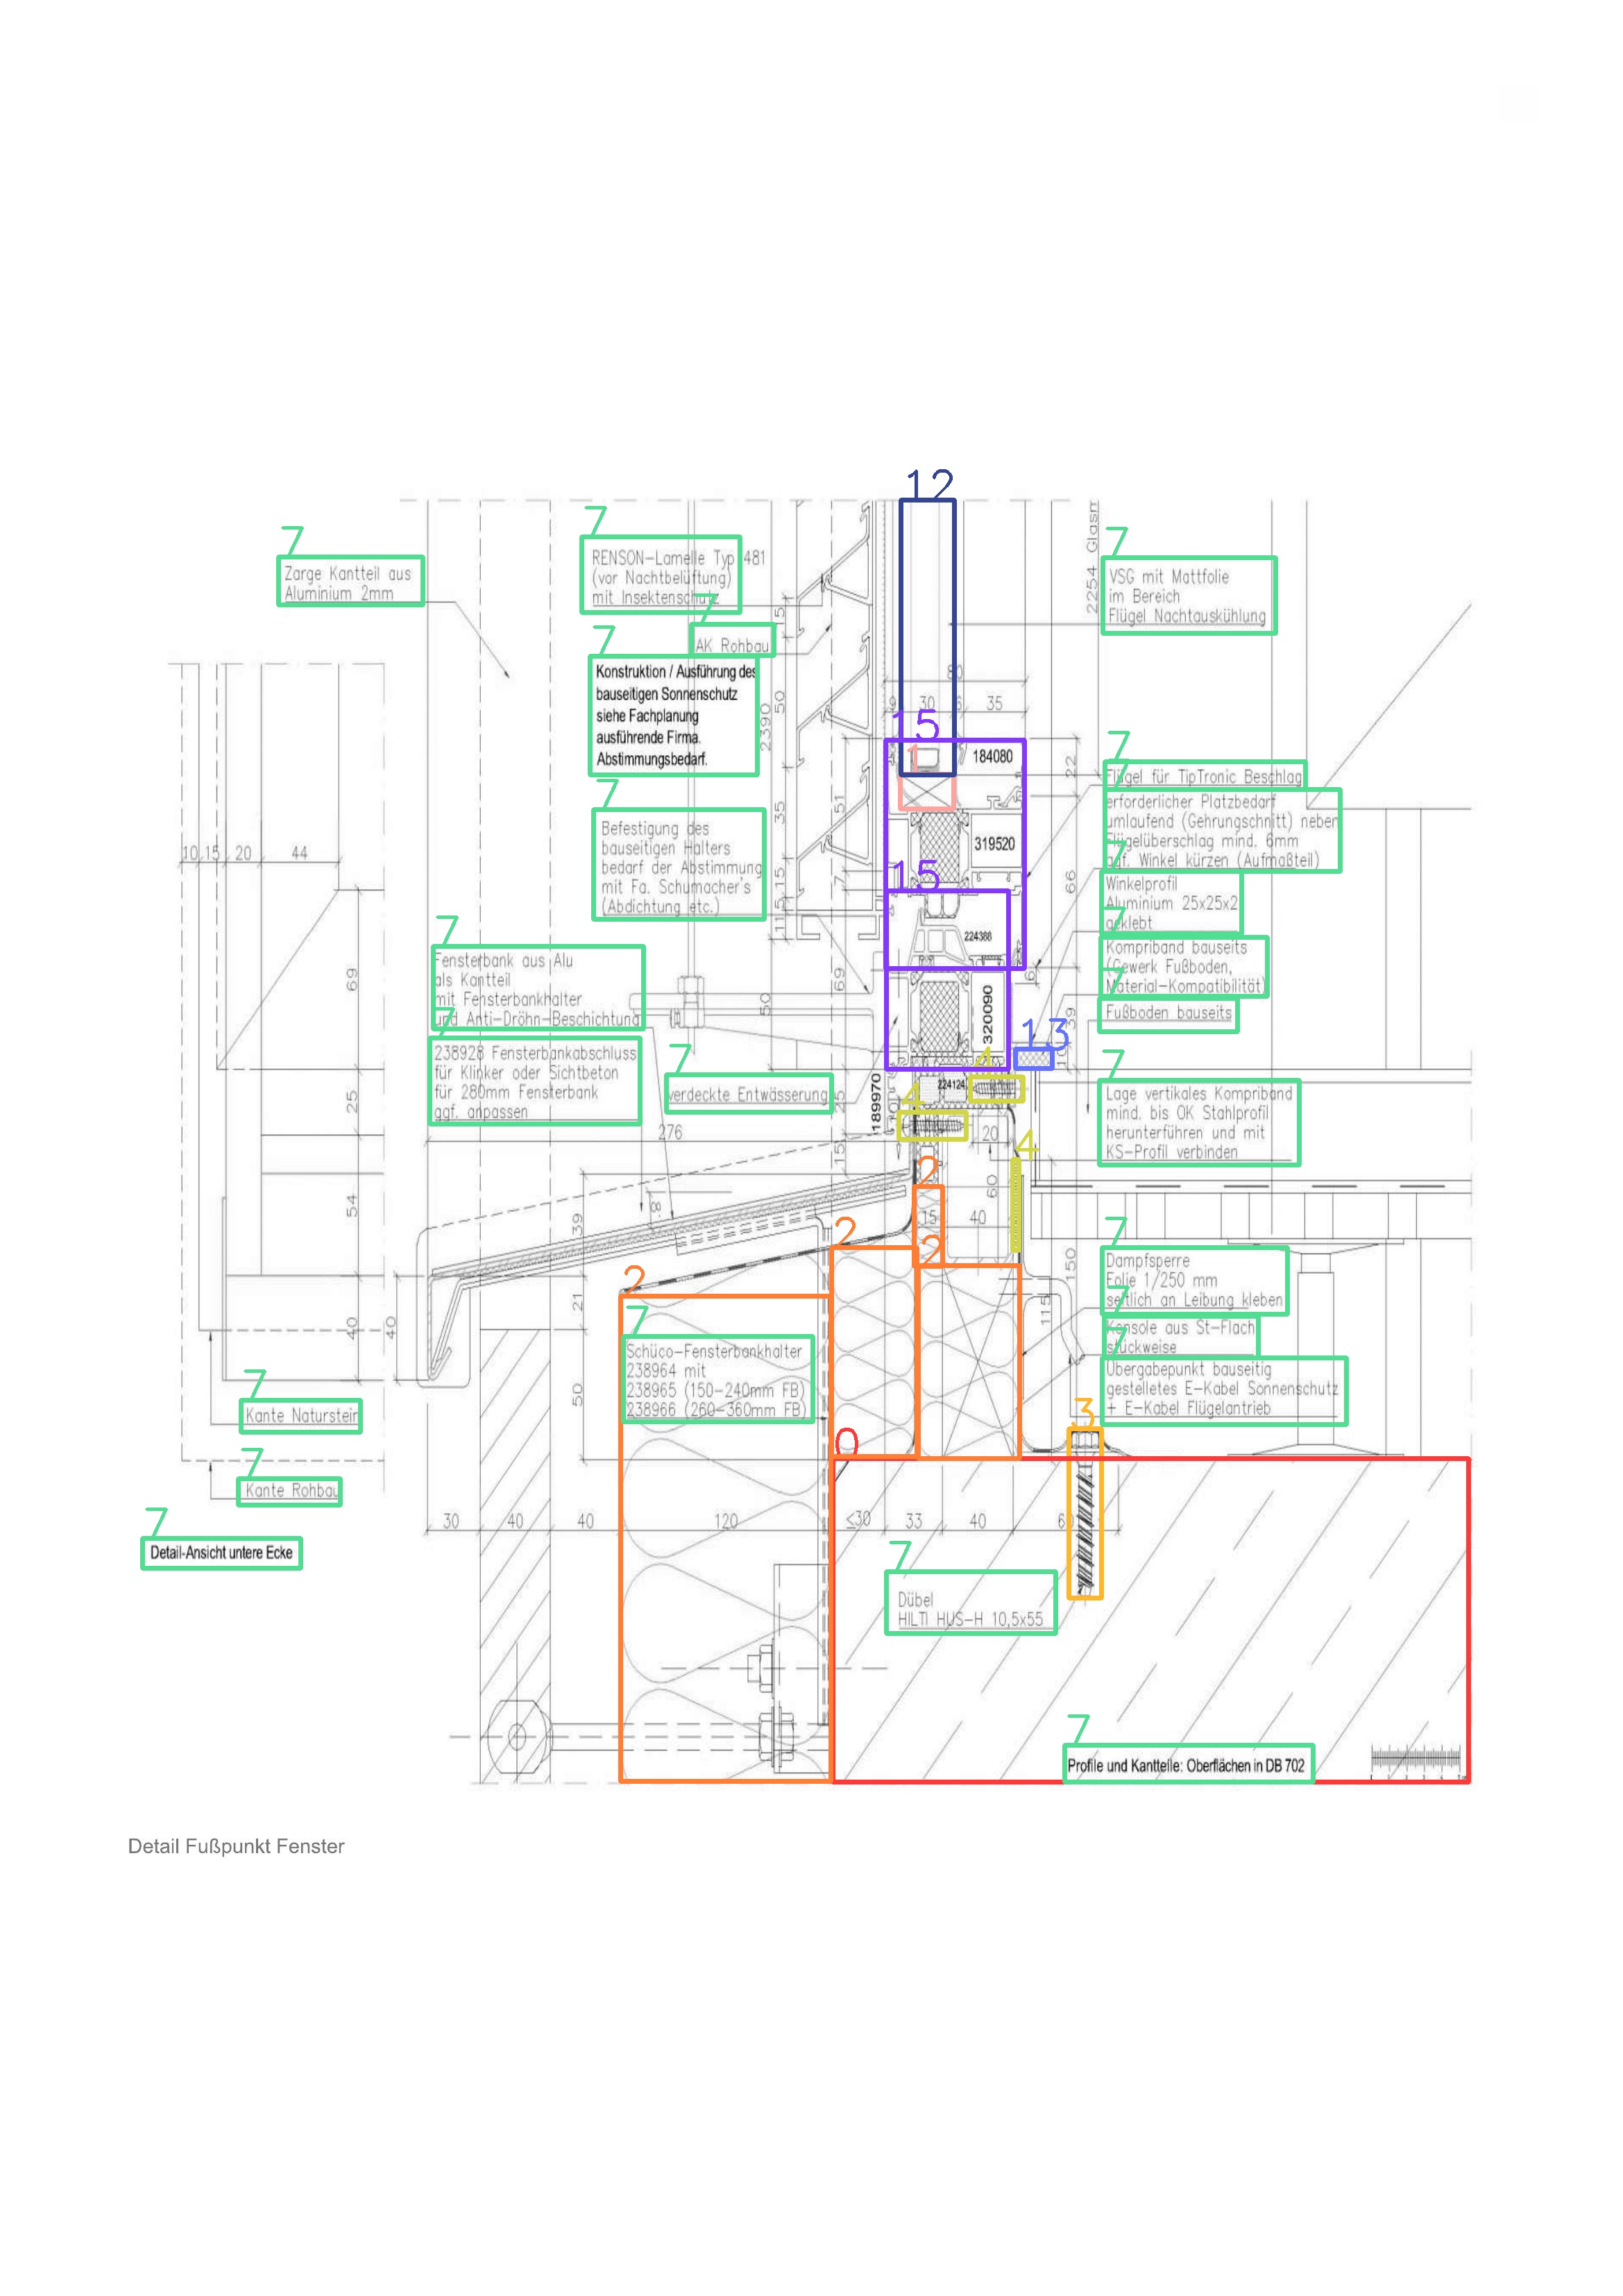 12
7
Zarge Kantteil aus
Aluminium 2mm
7
RENSON-Lamelle Typ 481
(vor Nachtbelüftung)
mit Insektenschutz
7
AK Rohbau
7
Konstruktion / Ausführung des
bauseitigen Sonnenschutz
siehe Fachplanung
ausführende Firma.
Abstimmungsbedarf.
7
Befestigung des
bauseitigen Halters
bedarf der Abstimmung
mit Fa. Schumacher's
(Abdichtung etc.)
7
Fensterbank aus Alu
als Kantteil
mit Fensterbankhalter
und Anti-Dröhn-Beschichtung
7
238928 Fensterbankabschluss
für Klinker oder Sichtbeton
für 280mm Fensterbank
ggf. anpassen
7
verdeckte Entwässerung
7
VSG mit Mattfolie
im Bereich
Flügel Nachtauskühlung
2254 Glasm
80
9 30 6 35
15
1
184080
319520
15
224388
320090
13
4
224124
4
189970
7
Flügel für TipTronic Beschlag
erforderlicher Platzbedarf
umlaufend (Gehrungschnitt) neben
Flügelüberschlag mind. 6mm
ggf. Winkel kürzen (Aufmaßteil)
7
Winkelprofil
Aluminium 25x25x2
geklebt
7
Kompriband bauseits
(Gewerk Fußboden,
Material-Kompatibilität)
7
Fußboden bauseits
7
Lage vertikales Kompriband
mind. bis OK Stahlprofil
herunterführen und mit
KS-Profil verbinden
7
Dampfsperre
Folie 1/250 mm
seitlich an Leibung kleben
7
Konsole aus St-Flach
stückweise
7
Übergabepunkt bauseitig
gestelletes E-Kabel Sonnenschutz
+ E-Kabel Flügelantrieb
10 15 20 44
69
25
54
40
40
276
15
50
2390
35
15
15
11
51
7
69
50
25
15
22
66
6
39
10
20
60
4
2
15 40
2
2
2
8
39
21
50
150
115
7
Schüco-Fensterbankhalter
238964 mit
238965 (150-240mm FB)
238966 (260-360mm FB)
7
Kante Naturstein
7
Kante Rohbau
7
Detail-Ansicht untere Ecke
0
3
30 40 40 120 ≤30 33 40 60
7
Dübel
HILTI HUS-H 10,5x55
7
Profile und Kantteile: Oberflächen in DB 702
Detail Fußpunkt Fenster